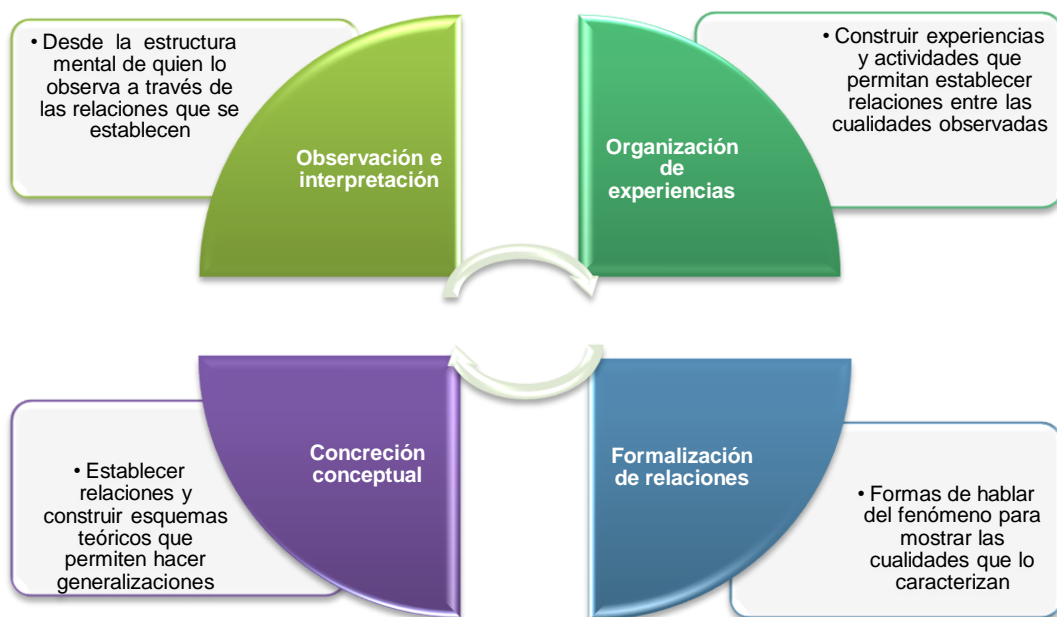 • Desde la estructura
mental de quien lo
observa a través de
las relaciones que se
establecen
Observación e
interpretación
• Construir experiencias
y actividades que
permitan establecer
relaciones entre las
cualidades observadas
Organización
de
experiencias
• Establecer
relaciones y
construir esquemas
teóricos que
permiten hacer
generalizaciones
Concreción
conceptual
Formalización
de relaciones
• Formas de hablar
del fenómeno para
mostrar las
cualidades que lo
caracterizan